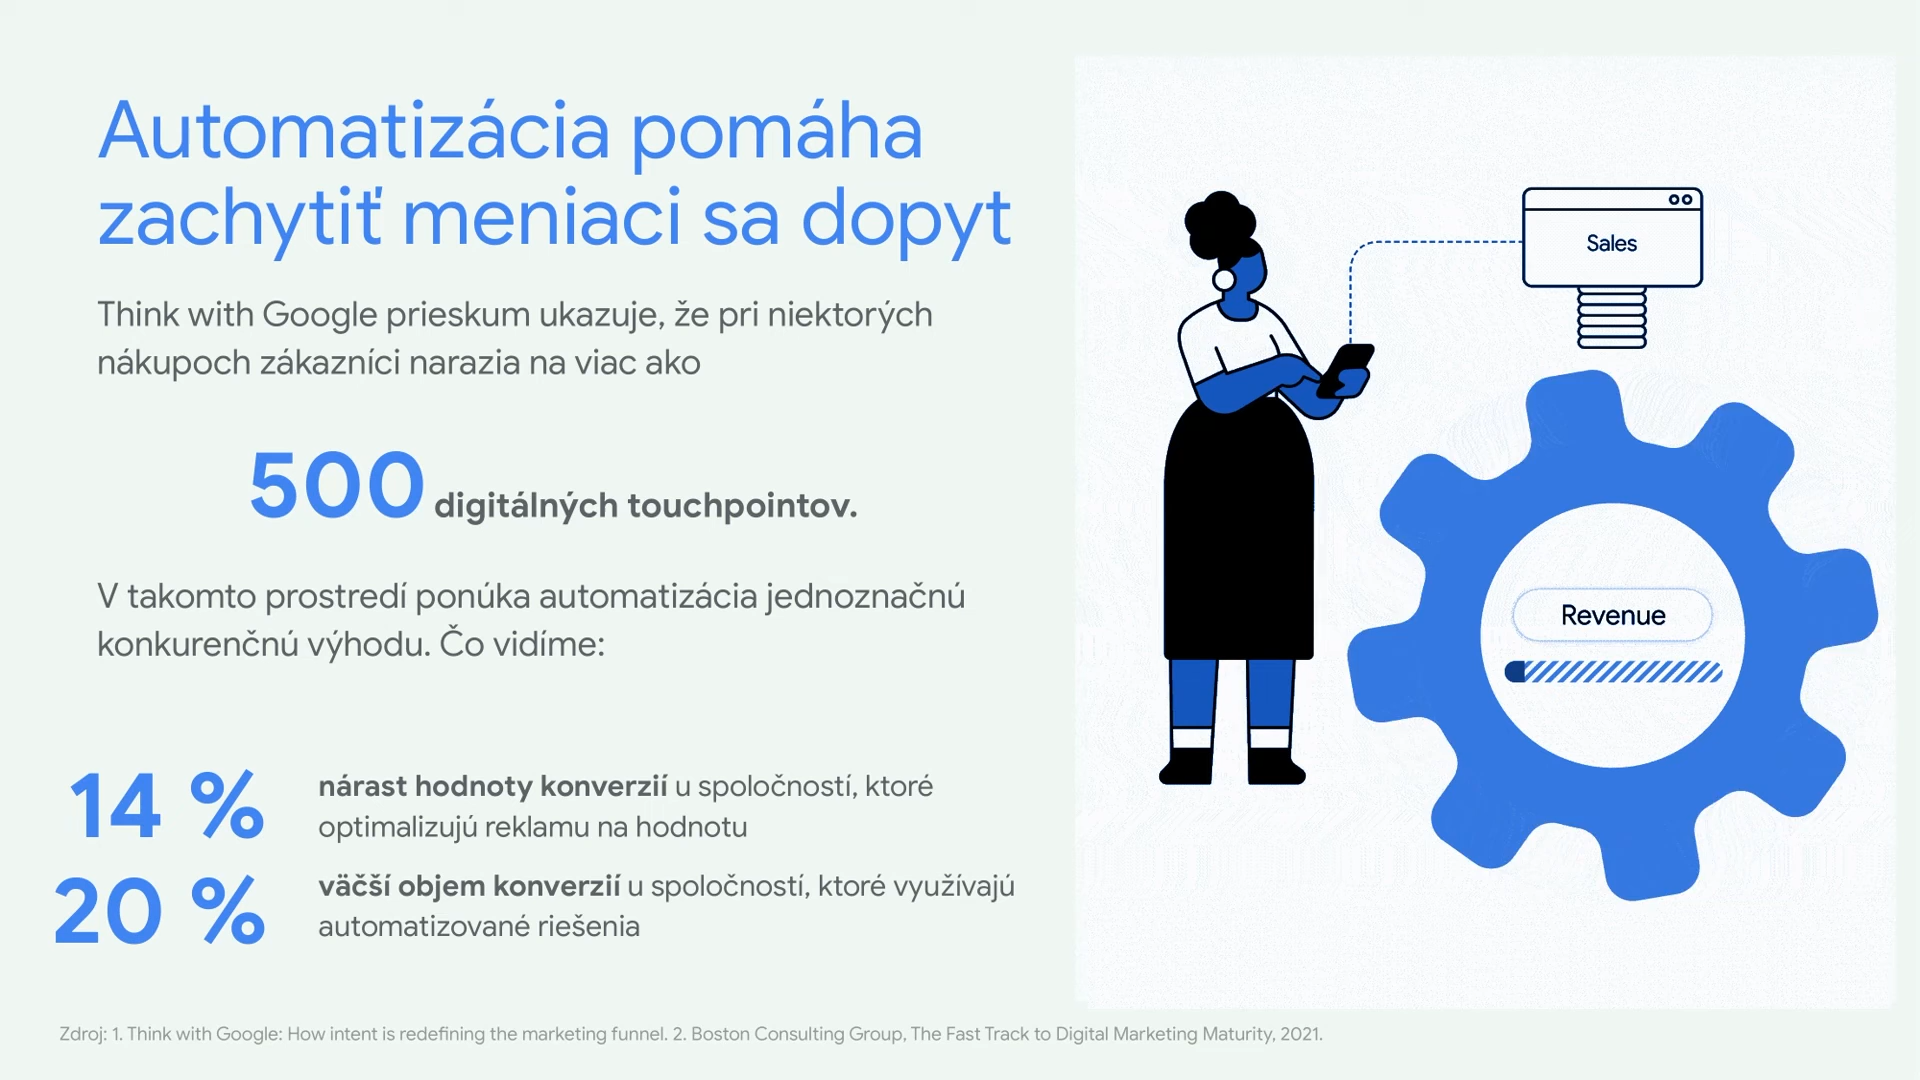 Automatizácia pomáha
zachytiť meniaci sa dopyt
Think with Google prieskum ukazuje, že pri niektorých
nákupoch zákazníci narazia na viac ako
500 digitálnych touchpointov.
V takomto prostredí ponúka automatizácia jednoznačnú
konkurenčnú výhodu. Čo vidíme:
14 % nárast hodnoty konverzií u spoločností, ktoré
optimalizujú reklamu na hodnotu
20 % väčší objem konverzií u spoločností, ktoré využívajú
automatizované riešenia
Sales
Revenue
Zdroj: 1. Think with Google: How intent is redefining the marketing funnel. 2. Boston Consulting Group, The Fast Track to Digital Marketing Maturity, 2021.